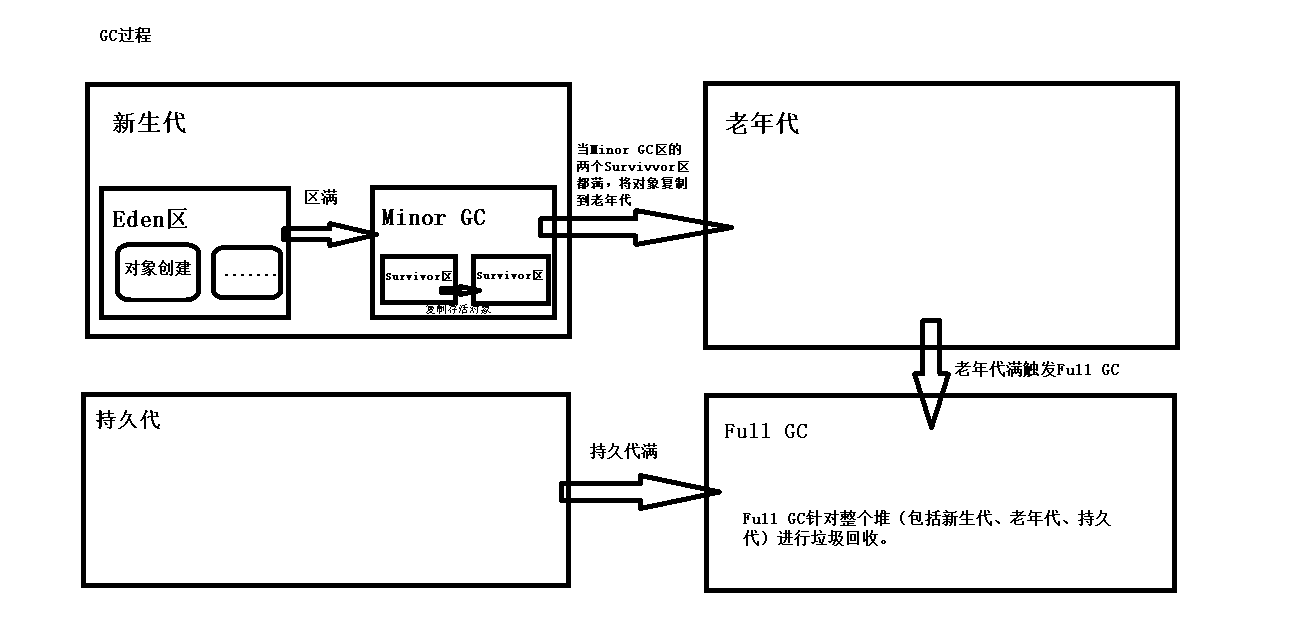 GC过程
新生代
Eden区
对象创建
.......
区满
Minor GC
Survivor区
Survivor区
复制存活对象
当Minor GC区的
两个Survivvor区
都满，将对象复制
到老年代
老年代
老年代满触发Full GC
持久代
持久代满
Full GC
Full GC针对整个堆（包括新生代、老年代、持久
代）进行垃圾回收。